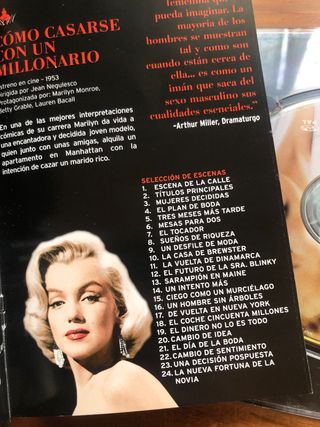 CÓMO CASARSE
CON UN
MILLONARIO
Estreno en cine - 1953
Dirigida por Jean Negulesco
Protagonizada por: Marilyn Monroe,
Betty Grable, Lauren Bacall
En una de las mejores interpretaciones
cómicas de su carrera Marilyn da vida a
una encantadora y decidida joven modelo,
quien junto con unas amigas, alquila un
apartamento en Manhattan con la
intención de cazar un marido rico.
femenina que
pueda imaginar. La
mayoría de los
hombres se muestran
tal y como son
cuando están cerca de
ella... es como un
imán que saca del
sexo masculino sus
cualidades esenciales."
-Arthur Miller, Dramaturgo
SELECCIÓN DE ESCENAS
1. ESCENA DE LA CALLE
2. TÍTULOS PRINCIPALES
3. MUJERES DECIDIDAS
4. EL PLAN DE BODA
5. TRES MESES MÁS TARDE
6. MESAS PARA DOS
7. EL TOCADOR
8. SUEÑOS DE RIQUEZA
9. UN DESFILE DE MODA
10. LA CASA DE BREWSTER
11. LA VUELTA DE DINAMARCA
12. EL FUTURO DE LA SRA. BLINKY
13. SARAMPIÓN EN MAINE
14. UN INTENTO MÁS
15. CIEGO COMO UN MURCIÉLAGO
16. UN HOMBRE SIN ÁRBOLES
17. DE VUELTA EN NUEVA YORK
18. EL COCHE CINCUENTA MILLONES
19. EL DINERO NO LO ES TODO
20. CAMBIO DE IDEA
21. EL DÍA DE LA BODA
22. CAMBIO DE SENTIMIENTO
23. UNA DECISIÓN POSPUESTA
24. LA NUEVA FORTUNA DE LA
NOVIA